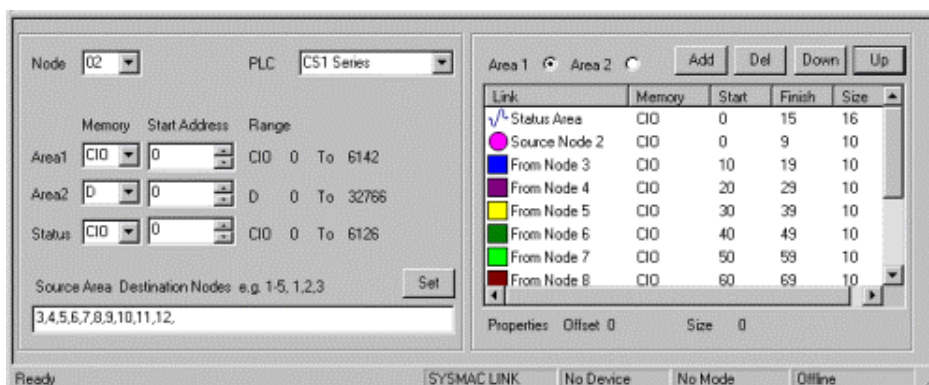 Node 02 PLC CS1 Series
Memory Start Address Range
Area1 CIO 0 CIO 0 To 6142
Area2 D 0 D 0 To 32766
Status CIO 0 CIO 0 To 6126
Source Area Destination Nodes e.g. 1-5, 1,2,3 Set
3,4,5,6,7,8,9,10,11,12,
Area 1 Area 2 Add Del Down Up
Link Memory Start Finish Size
Status Area CIO 0 15 16
Source Node 2 CIO 0 9 10
From Node 3 CIO 10 19 10
From Node 4 CIO 20 29 10
From Node 5 CIO 30 39 10
From Node 6 CIO 40 49 10
From Node 7 CIO 50 59 10
From Node 8 CIO 60 69 10
Properties Offset 0 Size 0
Ready SYSMAC LINK No Device No Mode Offline